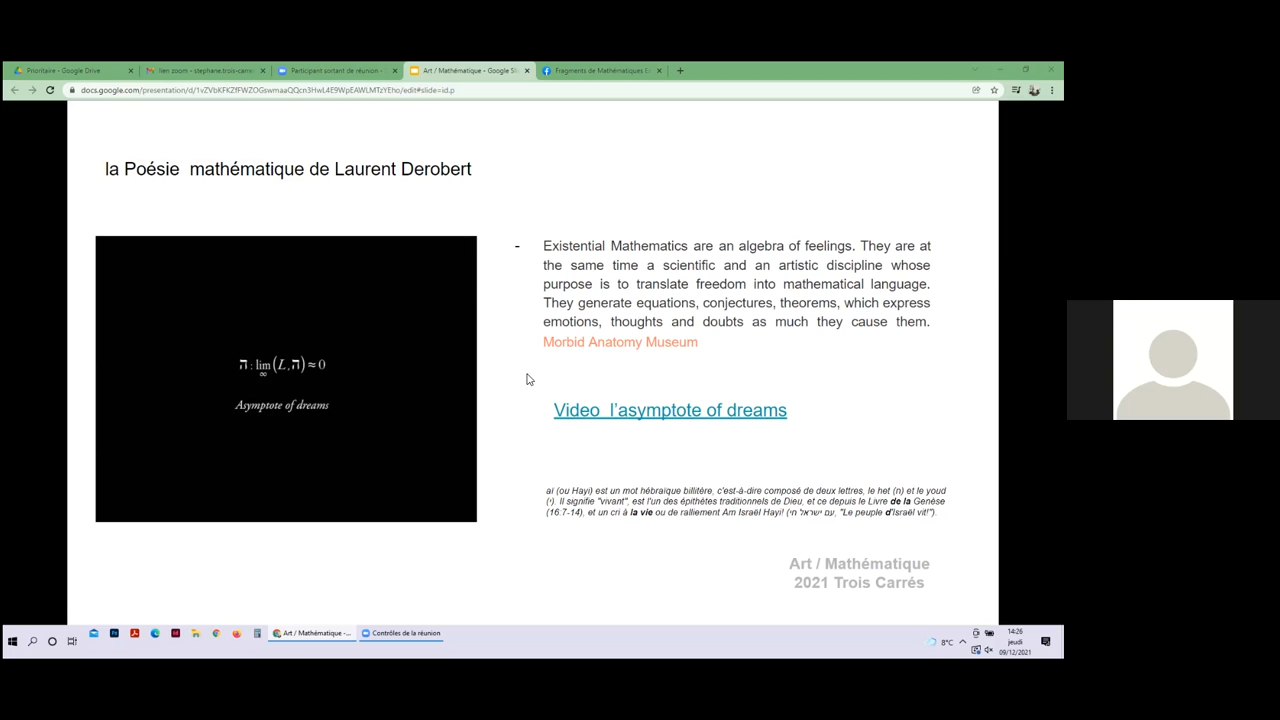 Prioritaire - Google Drive
lien zoom - stephane.trois-carre
Participant sortant de réunion -
Art / Mathématique - Google Sl
Fragments de Mathématiques E
docs.google.com/presentation/d/
/edit#slide=id.p
la Poésie mathématique de Laurent Derobert
- Existential Mathematics are an algebra of feelings. They are at
the same time a scientific and an artistic discipline whose
purpose is to translate freedom into mathematical language.
They generate equations, conjectures, theorems, which express
emotions, thoughts and doubts as much they cause them.
Morbid Anatomy Museum
ה : lim (L, ה) ≈ 0
∞
Asymptote of dreams
Video l'asymptote of dreams
aï (ou Hayi) est un mot hébraïque bilitère, c'est-à-dire composé de deux lettres, le het (ח) et le youd
(י). Il signifie "vivant", est l'un des épithètes traditionnels de Dieu, et ce depuis le Livre de la Genèse
(16:7-14), et un cri à la vie ou de ralliement Am Israël Hayi! (עם ישראל חי, "Le peuple d'Israël vit!").
Art / Mathématique
2021 Trois Carrés
Art / Mathématique -...
Contrôles de la réunion
8°C
14:26
jeudi
09/12/2021